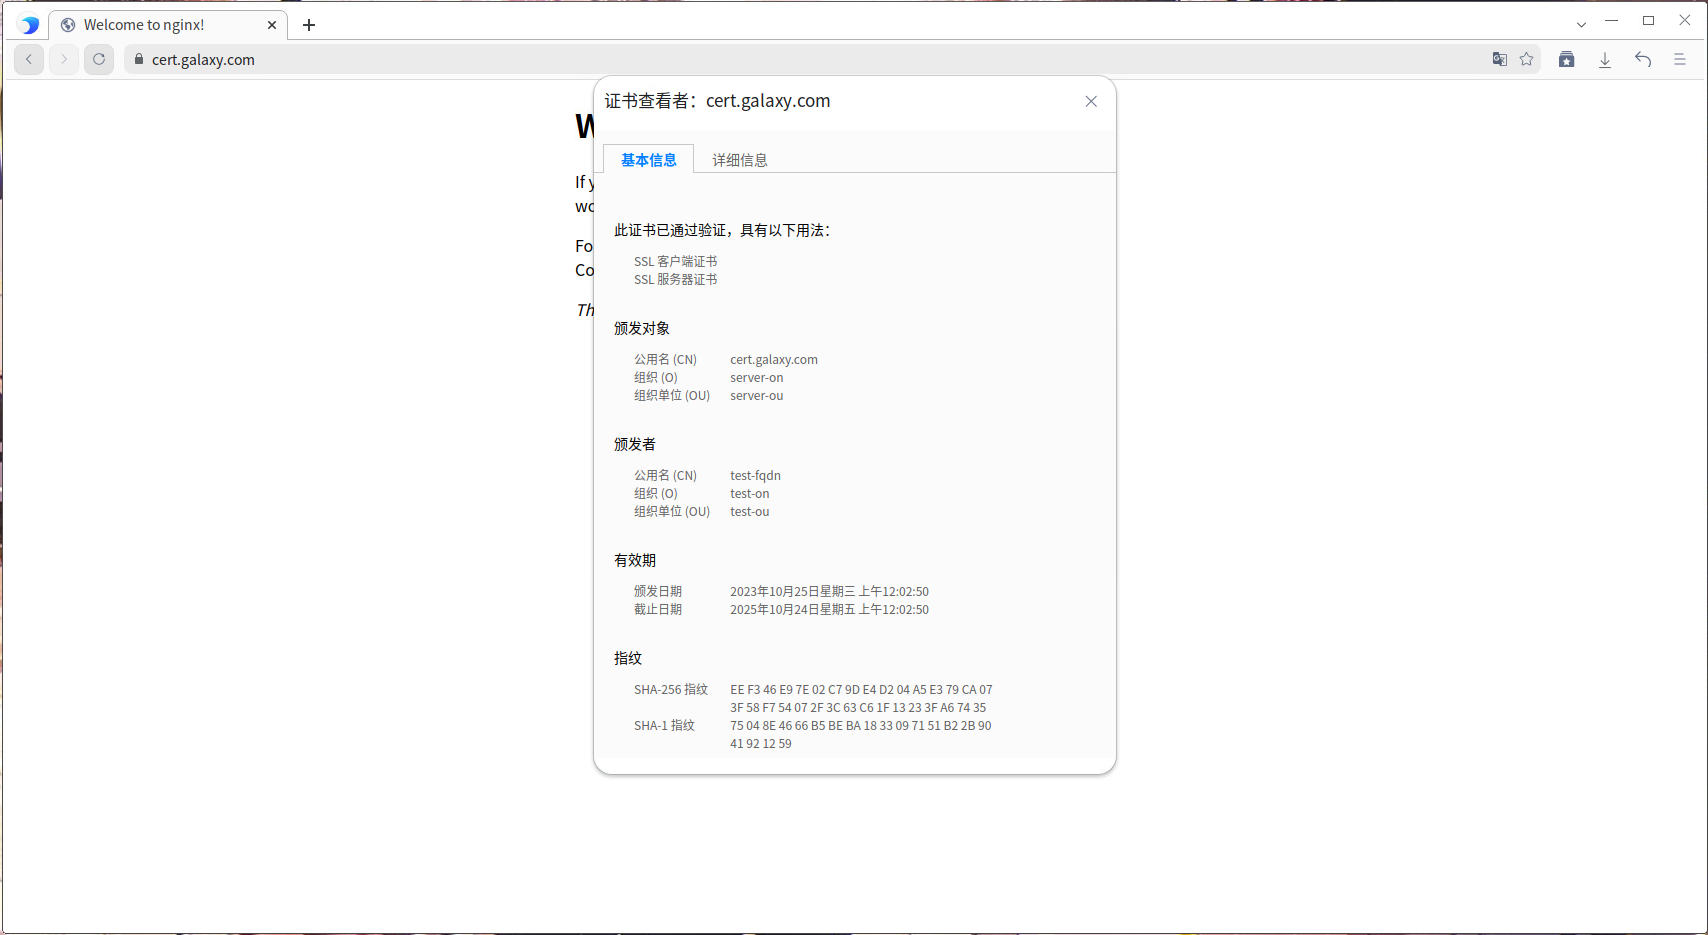 Welcome to nginx!
cert.galaxy.com
证书查看者：cert.galaxy.com
基本信息 详细信息
此证书已通过验证，具有以下用法：
SSL 客户端证书
SSL 服务器证书
颁发对象
公用名 (CN) cert.galaxy.com
组织 (O) server-on
组织单位 (OU) server-ou
颁发者
公用名 (CN) test-fqdn
组织 (O) test-on
组织单位 (OU) test-ou
有效期
颁发日期 2023年10月25日星期三 上午12:02:50
截止日期 2025年10月24日星期五 上午12:02:50
指纹
SHA-256 指纹 EE F3 46 E9 7E 02 C7 9D E4 D2 04 A5 E3 79 CA 07
3F 58 F7 54 07 2F 3C 63 C6 1F 13 23 3F A6 74 35
SHA-1 指纹 75 04 8E 46 66 B5 BE BA 18 33 09 71 51 B2 2B 90
41 92 12 59
W
If y
wo
Fo
Co
Th